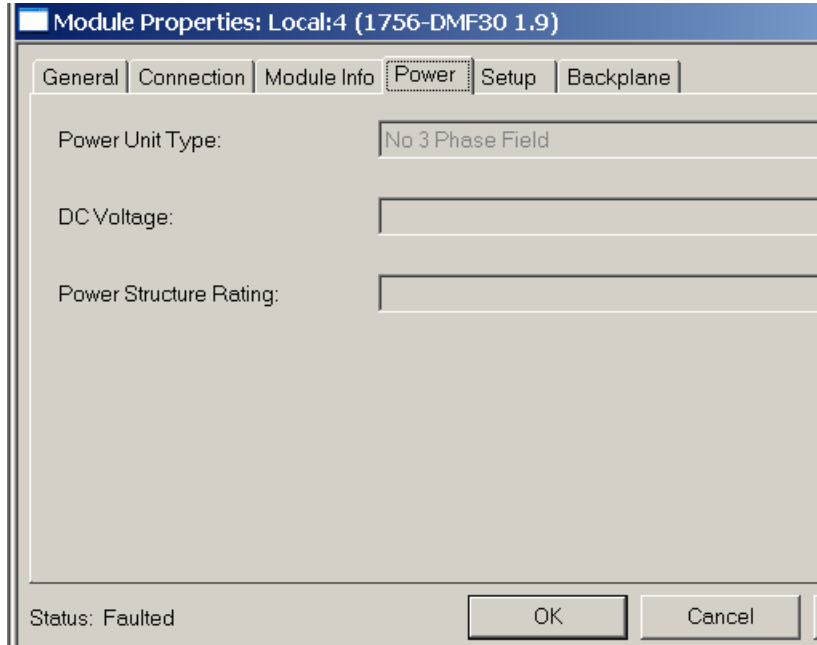 Module Properties: Local:4 (1756-DMF30 1.9)
General Connection Module Info Power Setup Backplane
Power Unit Type: No 3 Phase Field
DC Voltage:
Power Structure Rating:
Status: Faulted OK Cancel